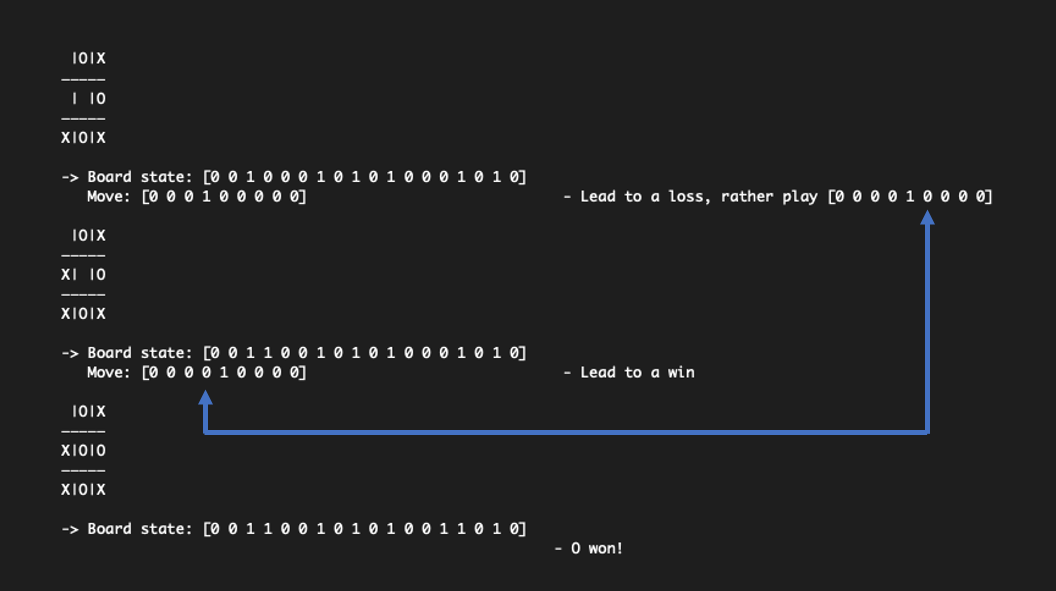 |O|X
-----
 | |O
-----
X|O|X
-> Board state: [0 0 1 0 0 0 1 0 1 0 1 0 0 0 1 0 1 0]
Move: [0 0 0 1 0 0 0 0 0] - Lead to a loss, rather play [0 0 0 0 1 0 0 0 0]
 |O|X
-----
X| |O
-----
X|O|X
-> Board state: [0 0 1 1 0 0 1 0 1 0 1 0 0 0 1 0 1 0]
Move: [0 0 0 0 1 0 0 0 0] - Lead to a win
 |O|X
-----
X|O|O
-----
X|O|X
-> Board state: [0 0 1 1 0 0 1 0 1 0 1 0 0 1 1 0 1 0]
- O won!